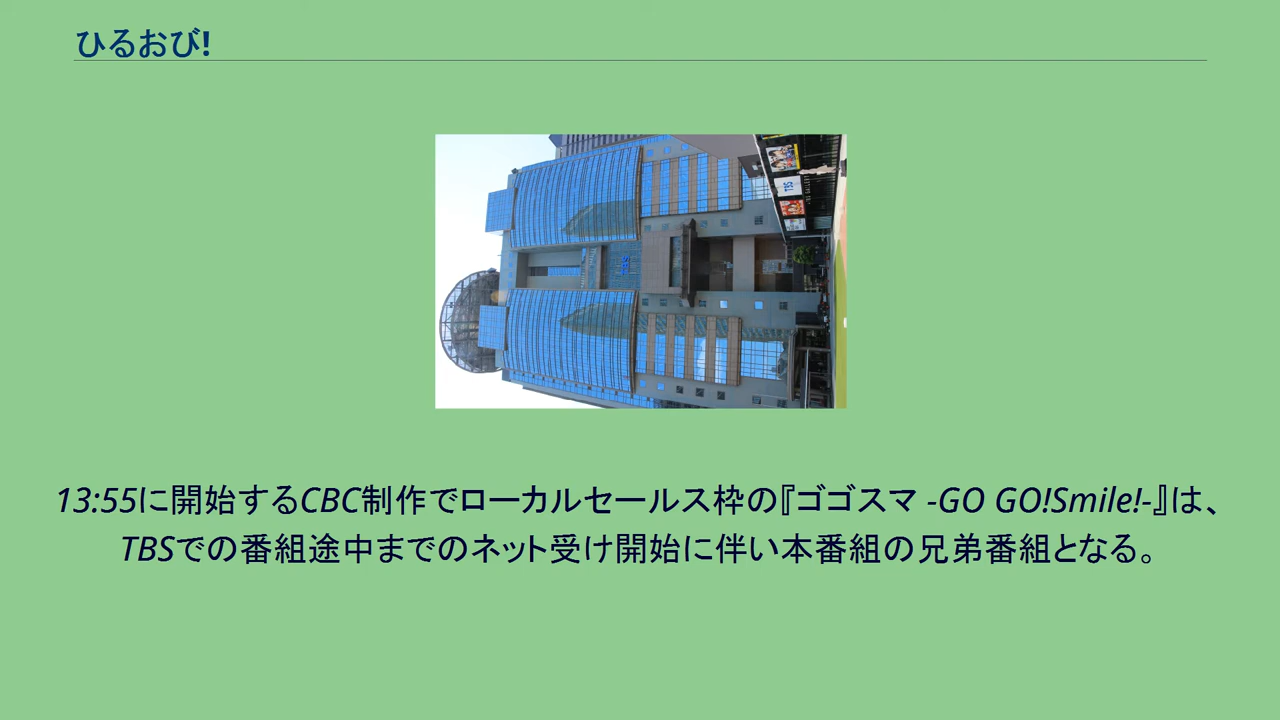 ひるおび!
TBS
13:55に開始するCBC制作でローカルセールス枠の『ゴゴスマ -GO GO!Smile!-』は、
TBSでの番組途中までのネット受け開始に伴い本番組の兄弟番組となる。